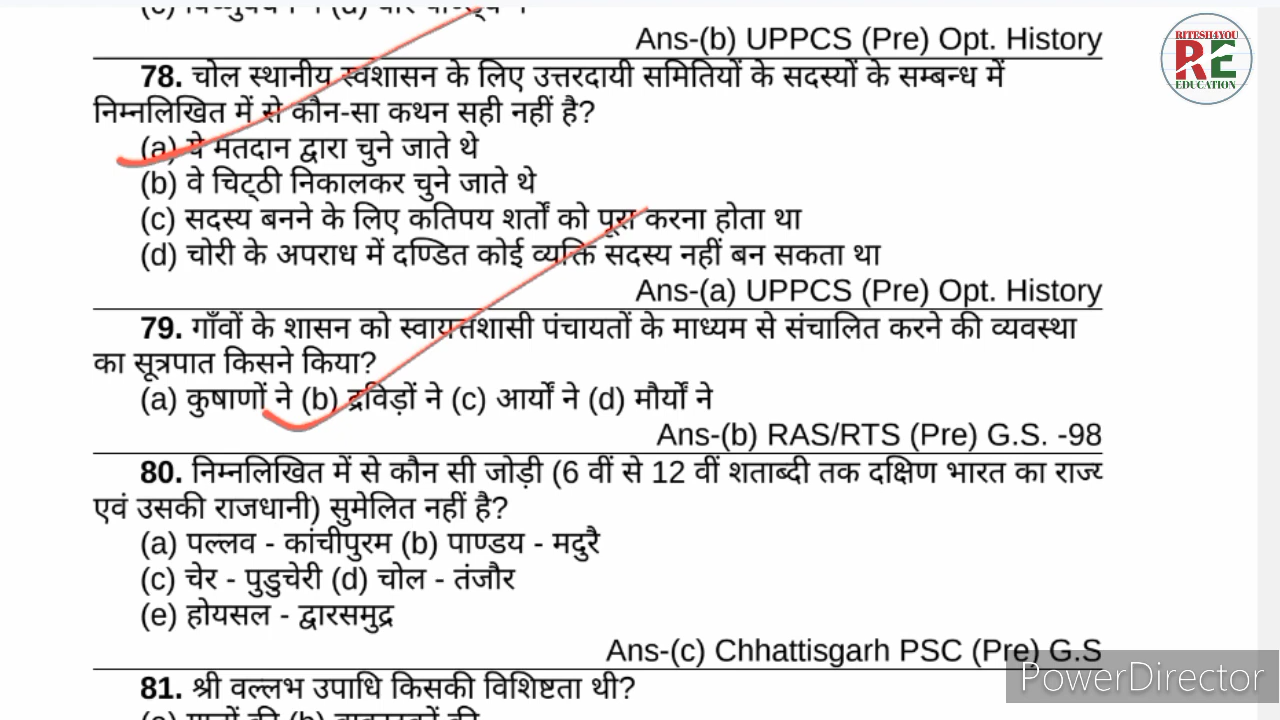 Ans-(b) UPPCS (Pre) Opt. History
RITESH4YOU
RE
EDUCATION
78. चोल स्थानीय स्वशासन के लिए उत्तरदायी समितियों के सदस्यों के सम्बन्ध में
निम्नलिखित में से कौन-सा कथन सही नहीं है?
(a) ये मतदान द्वारा चुने जाते थे
(b) वे चिट्ठी निकालकर चुने जाते थे
(c) सदस्य बनने के लिए कतिपय शर्तों को पूरा करना होता था
(d) चोरी के अपराध में दण्डित कोई व्यक्ति सदस्य नहीं बन सकता था
Ans-(a) UPPCS (Pre) Opt. History
79. गाँवों के शासन को स्वायत्तशासी पंचायतों के माध्यम से संचालित करने की व्यवस्था
का सूत्रपात किसने किया?
(a) कुषाणों ने (b) द्रविड़ों ने (c) आर्यों ने (d) मौर्यों ने
Ans-(b) RAS/RTS (Pre) G.S. -98
80. निम्नलिखित में से कौन सी जोड़ी (6 वीं से 12 वीं शताब्दी तक दक्षिण भारत का राज्य
एवं उसकी राजधानी) सुमेलित नहीं है?
(a) पल्लव - कांचीपुरम (b) पाण्डय - मदुरै
(c) चेर - पुडुचेरी (d) चोल - तंजौर
(e) होयसल - द्वारसमुद्र
Ans-(c) Chhattisgarh PSC (Pre) G.S
PowerDirector
81. श्री वल्लभ उपाधि किसकी विशिष्टता थी?